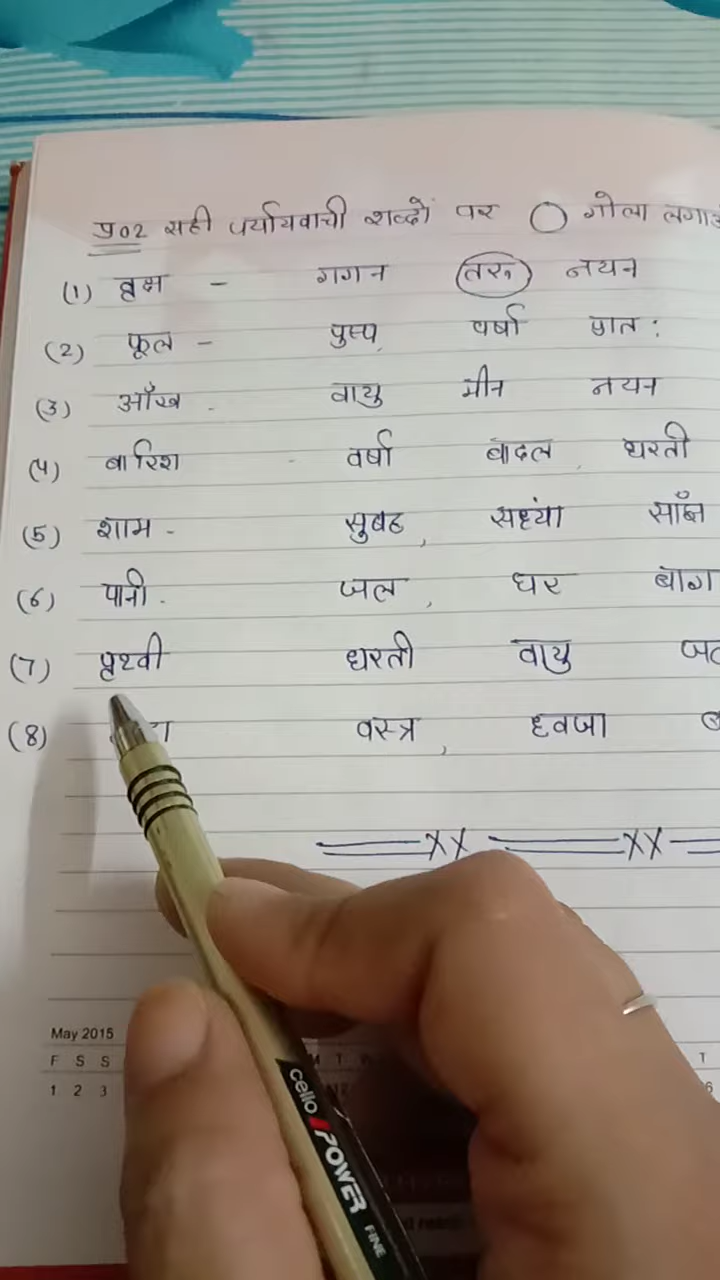 प्र०2 सही पर्यायवाची शब्दों पर ◯ गोला लगाओ
(1) वृक्ष - गगन तरू नयन
(2) फूल - पुष्प, वर्षा प्रात:
(3) आँख - वायु मीन नयन
(4) बारिश - वर्षा बादल, धरती
(5) शाम - सुबह, सध्यां साँझ
(6) पानी - जल, घर बाग
(7) पृथ्वी धरती वायु
(8) वस्त्र, ध्वजा
=xx =xx
May 2015
F S S M T T
1 2 3
cello POWER FINE